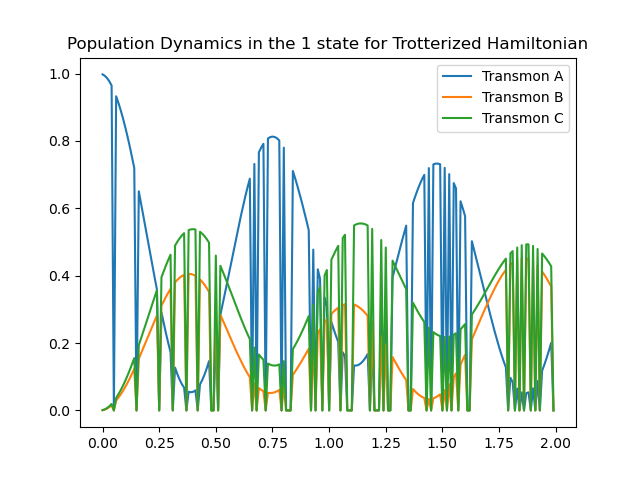 Population Dynamics in the 1 state for Trotterized Hamiltonian
Transmon A
Transmon B
Transmon C
1.0
0.8
0.6
0.4
0.2
0.0
0.00 0.25 0.50 0.75 1.00 1.25 1.50 1.75 2.00